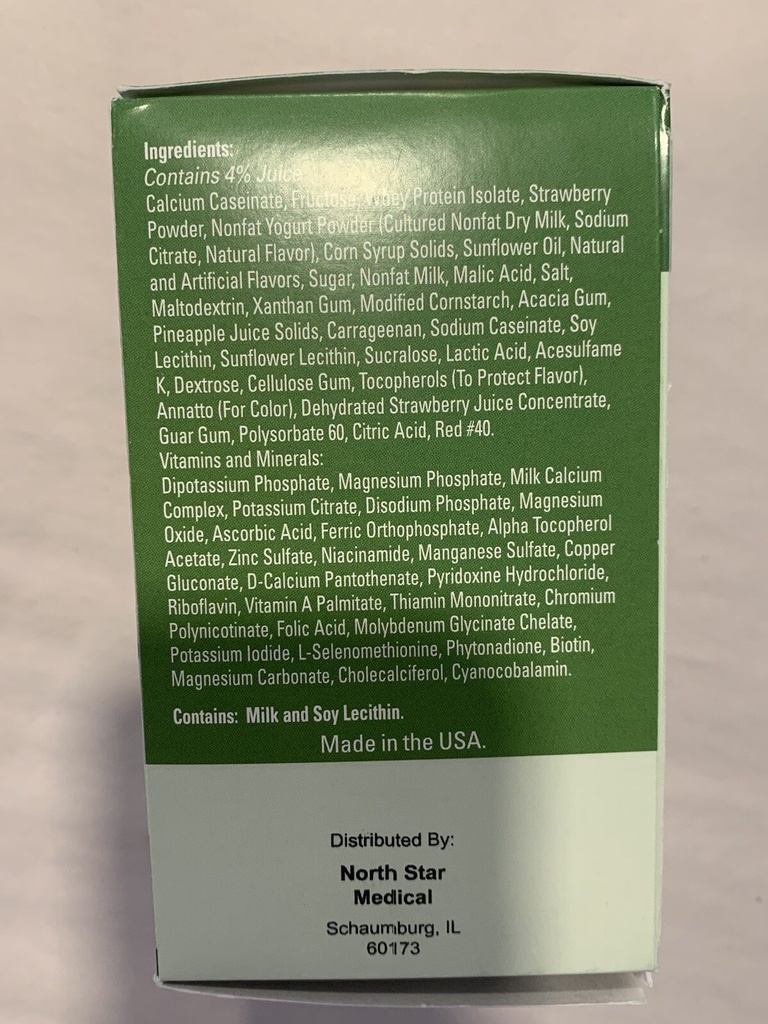 Ingredients:
Contains 4% Juice
Calcium Caseinate, Fructose, Whey Protein Isolate, Strawberry
Powder, Nonfat Yogurt Powder (Cultured Nonfat Dry Milk, Sodium
Citrate, Natural Flavor), Corn Syrup Solids, Sunflower Oil, Natural
and Artificial Flavors, Sugar, Nonfat Milk, Malic Acid, Salt,
Maltodextrin, Xanthan Gum, Modified Cornstarch, Acacia Gum,
Pineapple Juice Solids, Carrageenan, Sodium Caseinate, Soy
Lecithin, Sunflower Lecithin, Sucralose, Lactic Acid, Acesulfame
K, Dextrose, Cellulose Gum, Tocopherols (To Protect Flavor),
Annatto (For Color), Dehydrated Strawberry Juice Concentrate,
Guar Gum, Polysorbate 60, Citric Acid, Red #40.
Vitamins and Minerals:
Dipotassium Phosphate, Magnesium Phosphate, Milk Calcium
Complex, Potassium Citrate, Disodium Phosphate, Magnesium
Oxide, Ascorbic Acid, Ferric Orthophosphate, Alpha Tocopherol
Acetate, Zinc Sulfate, Niacinamide, Manganese Sulfate, Copper
Gluconate, D-Calcium Pantothenate, Pyridoxine Hydrochloride,
Riboflavin, Vitamin A Palmitate, Thiamin Mononitrate, Chromium
Polynicotinate, Folic Acid, Molybdenum Glycinate Chelate,
Potassium Iodide, L-Selenomethionine, Phytonadione, Biotin,
Magnesium Carbonate, Cholecalciferol, Cyanocobalamin.
Contains: Milk and Soy Lecithin.
Made in the USA.
Distributed By:
North Star
Medical
Schaumburg, IL
60173